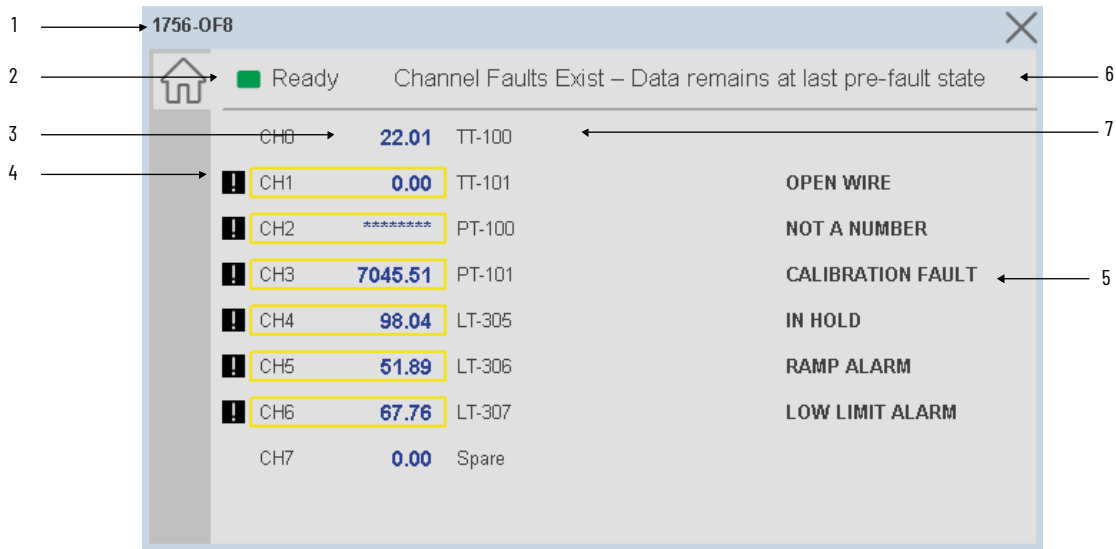 1 1756-OF8
2 Ready Channel Faults Exist – Data remains at last pre-fault state 6
3 CH0 22.01 TT-100 7
4 CH1 0.00 TT-101 OPEN WIRE
CH2 ******** PT-100 NOT A NUMBER
CH3 7045.51 PT-101 CALIBRATION FAULT 5
CH4 98.04 LT-305 IN HOLD
CH5 51.89 LT-306 RAMP ALARM
CH6 67.76 LT-307 LOW LIMIT ALARM
CH7 0.00 Spare